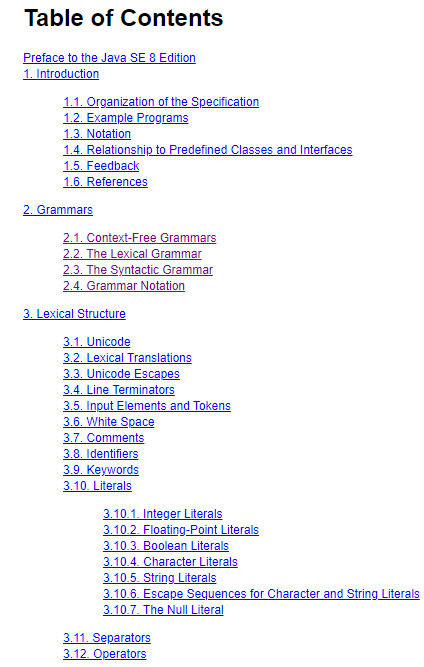 Table of Contents
Preface to the Java SE 8 Edition
1. Introduction
1.1. Organization of the Specification
1.2. Example Programs
1.3. Notation
1.4. Relationship to Predefined Classes and Interfaces
1.5. Feedback
1.6. References
2. Grammars
2.1. Context-Free Grammars
2.2. The Lexical Grammar
2.3. The Syntactic Grammar
2.4. Grammar Notation
3. Lexical Structure
3.1. Unicode
3.2. Lexical Translations
3.3. Unicode Escapes
3.4. Line Terminators
3.5. Input Elements and Tokens
3.6. White Space
3.7. Comments
3.8. Identifiers
3.9. Keywords
3.10. Literals
3.10.1. Integer Literals
3.10.2. Floating-Point Literals
3.10.3. Boolean Literals
3.10.4. Character Literals
3.10.5. String Literals
3.10.6. Escape Sequences for Character and String Literals
3.10.7. The Null Literal
3.11. Separators
3.12. Operators